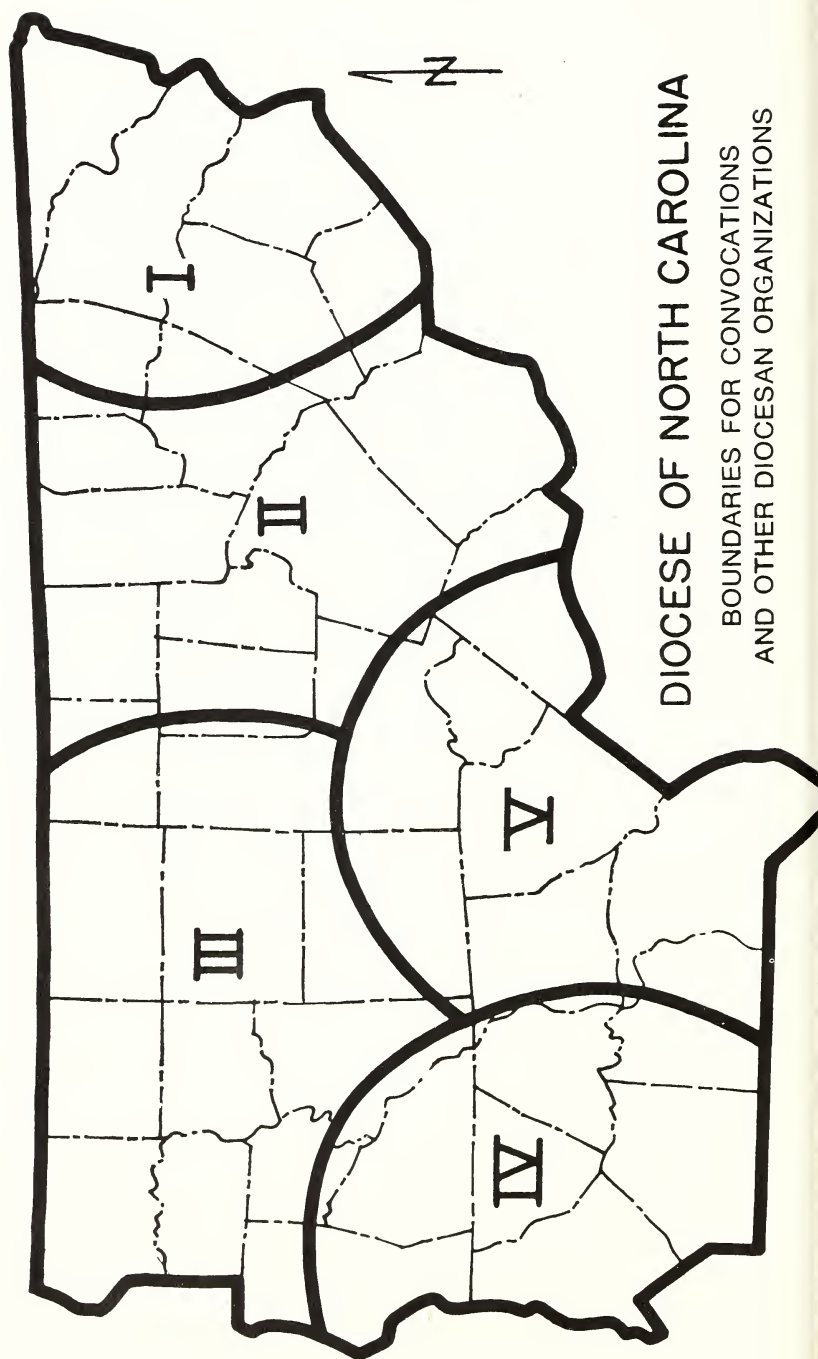 N
I
II
III
V
IV
DIOCESE OF NORTH CAROLINA
BOUNDARIES FOR CONVOCATIONS
AND OTHER DIOCESAN ORGANIZATIONS